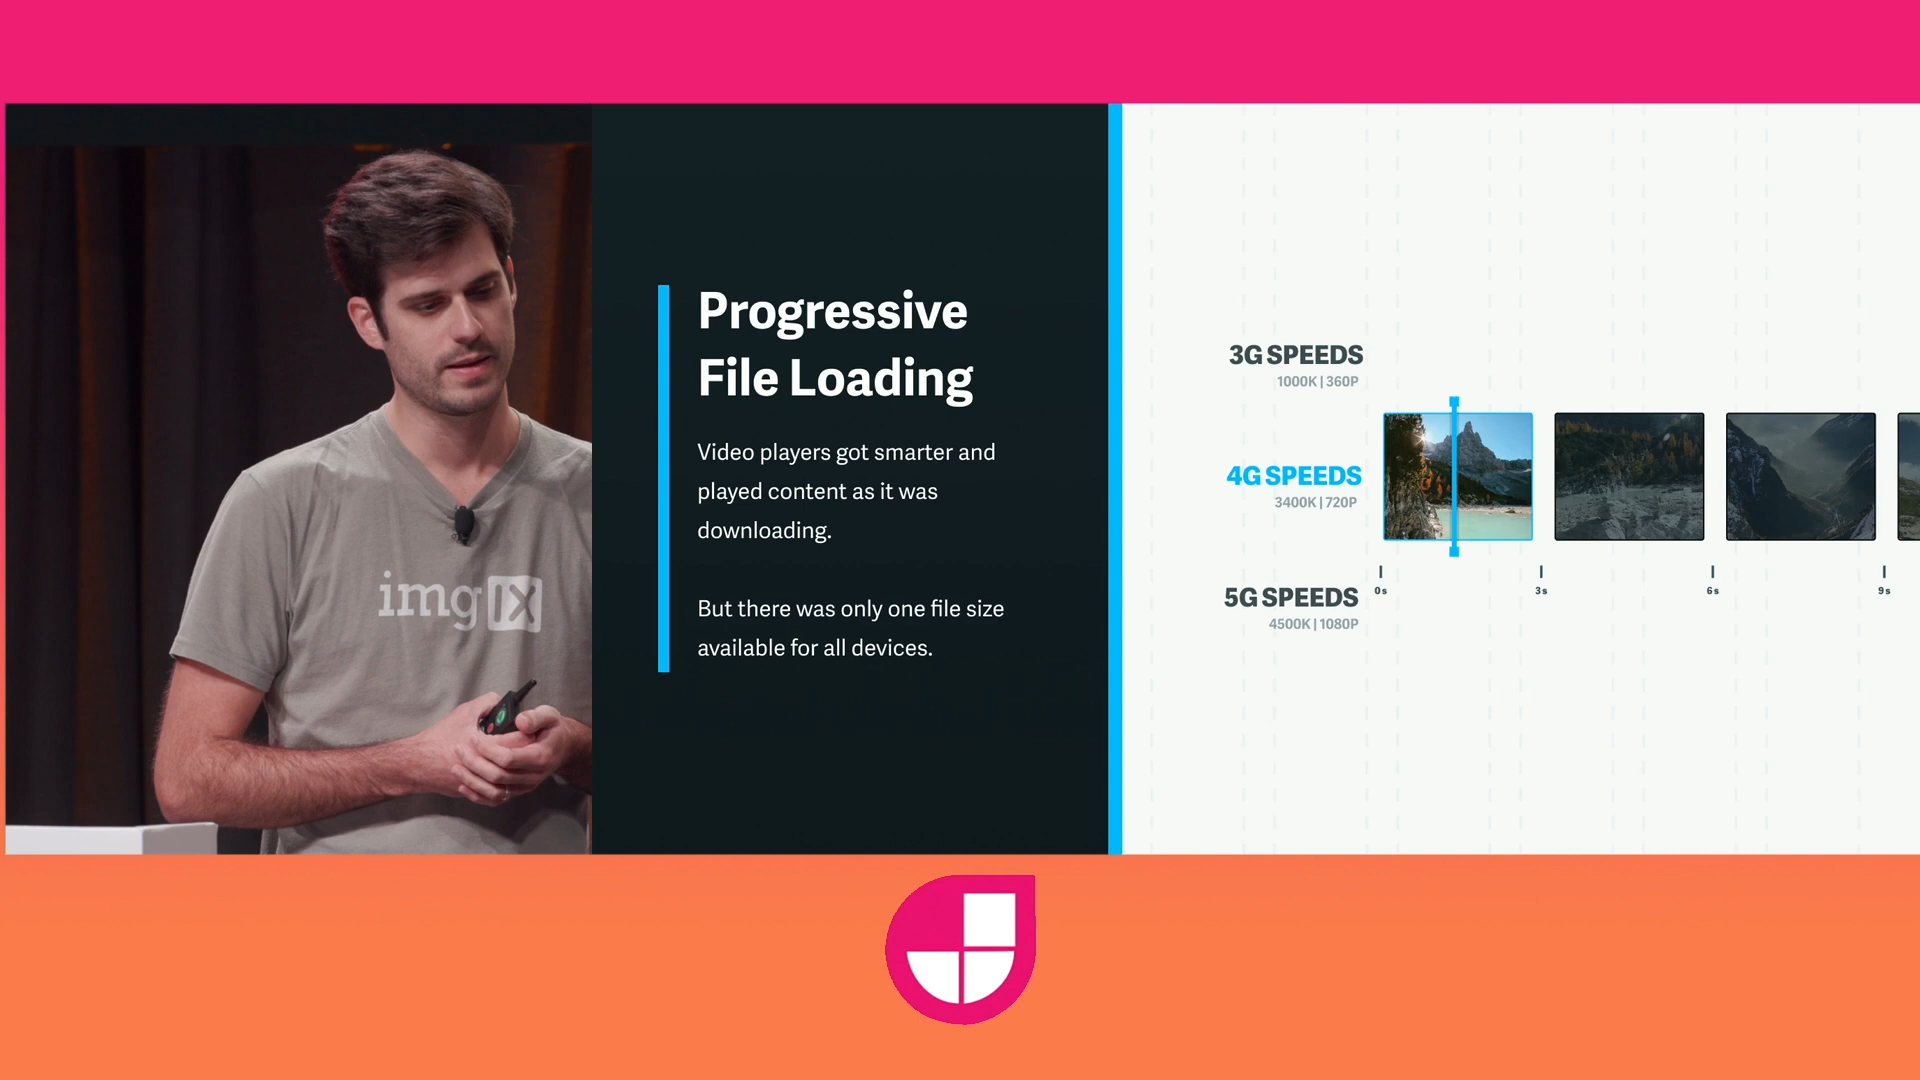 imgIX
Progressive
File Loading
Video players got smarter and
played content as it was
downloading.
But there was only one file size
available for all devices.
3G SPEEDS
1000K | 360P
4G SPEEDS
3400K | 720P
5G SPEEDS
4500K | 1080P
0s
3s
6s
9s